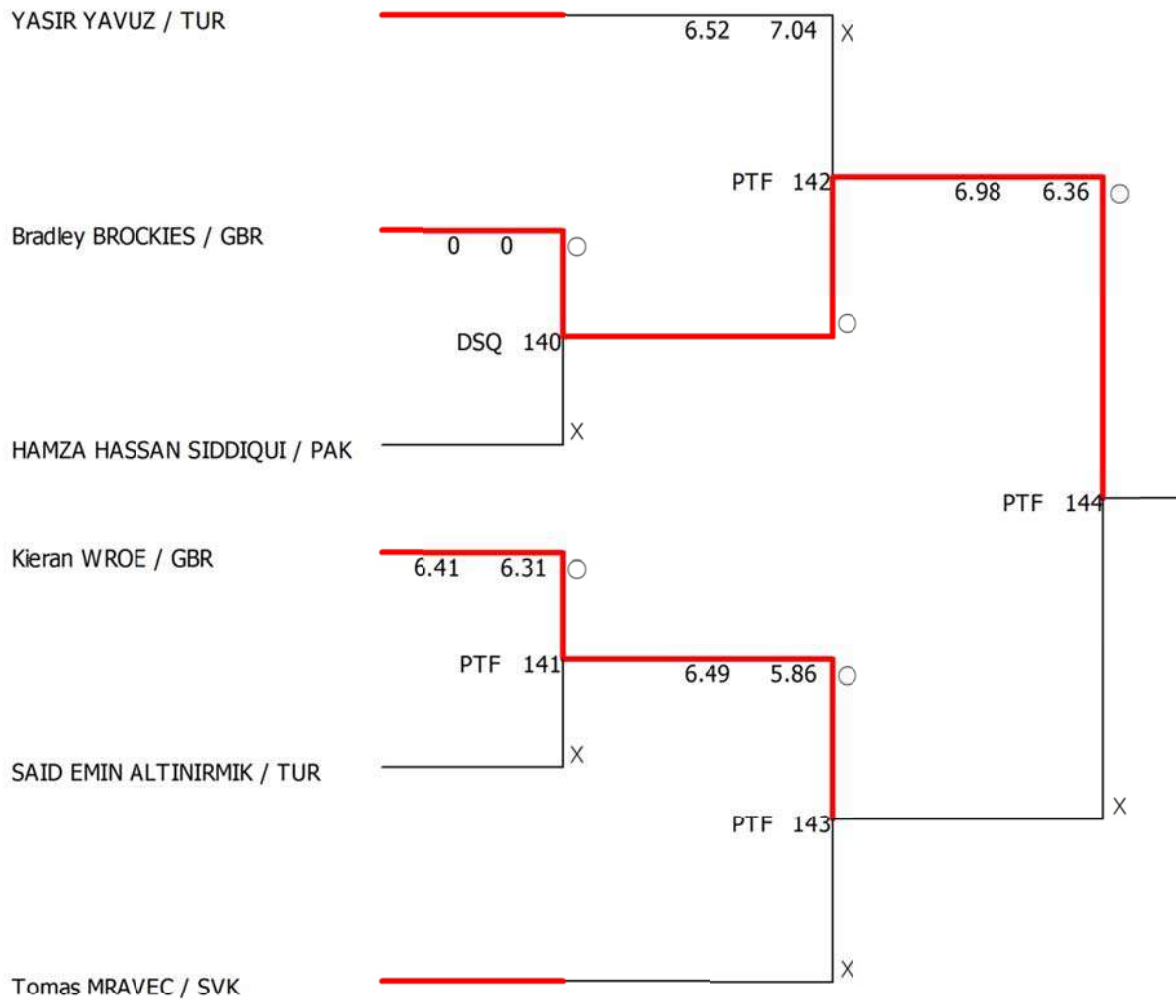 YASIR YAVUZ / TUR
6.52 7.04 X
PTF 142
6.98 6.36 O
Bradley BROCKIES / GBR
0 0 O
O
DSQ 140
X
HAMZA HASSAN SIDDIQUI / PAK
PTF 144
Kieran WROE / GBR
6.41 6.31 O
PTF 141
6.49 5.86 O
X
SAID EMIN ALTINIRMIK / TUR
X
PTF 143
X
Tomas MRAVEC / SVK